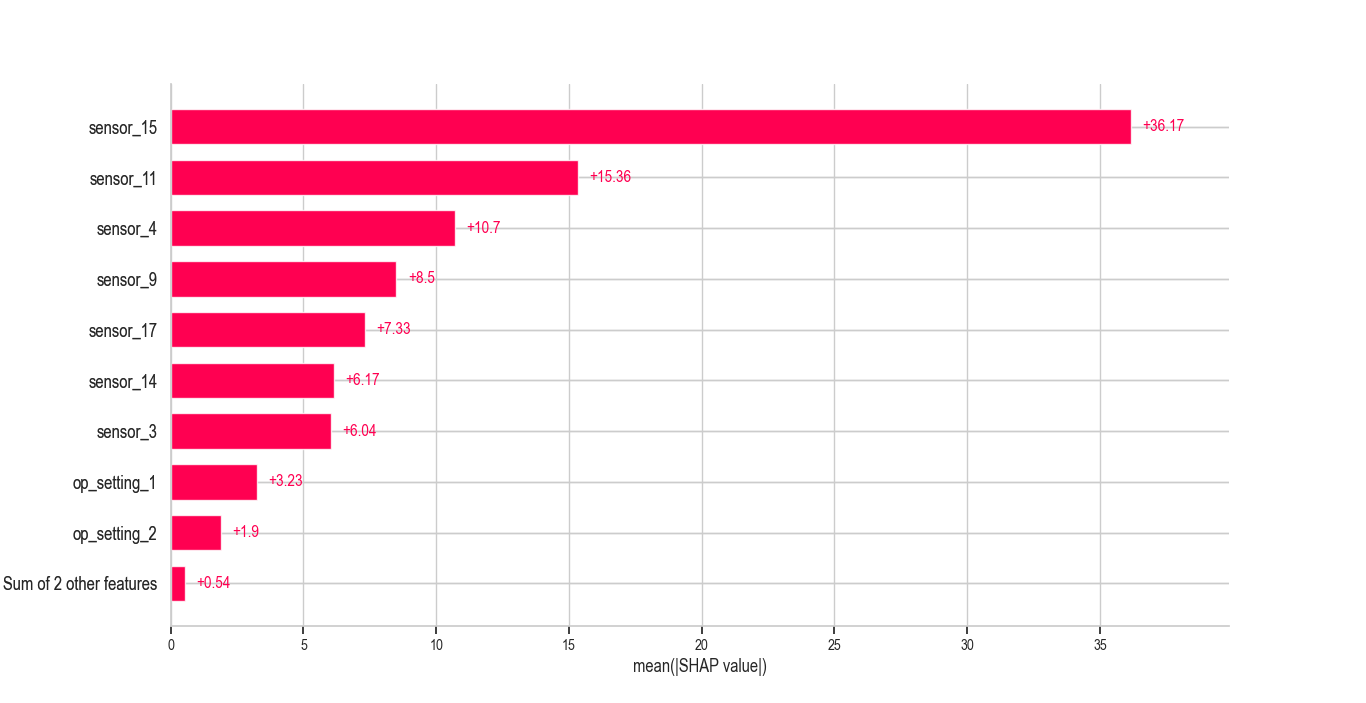 sensor_15 +36.17
sensor_11 +15.36
sensor_4 +10.7
sensor_9 +8.5
sensor_17 +7.33
sensor_14 +6.17
sensor_3 +6.04
op_setting_1 +3.23
op_setting_2 +1.9
Sum of 2 other features +0.54
0 5 10 15 20 25 30 35
mean(|SHAP value|)